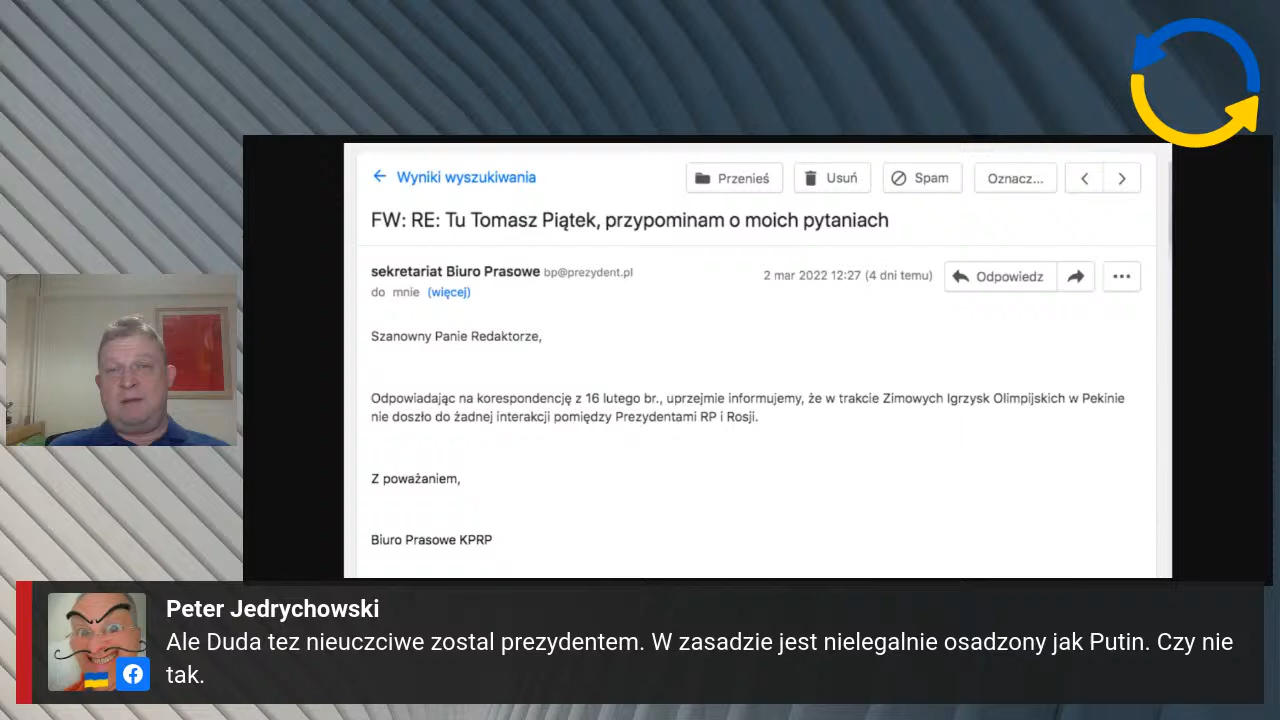 Wyniki wyszukiwania
Przenieś
Usuń
Spam
Oznacz...
FW: RE: Tu Tomasz Piątek, przypominam o moich pytaniach
sekretariat Biuro Prasowe bp@prezydent.pl
2 mar 2022 12:27 (4 dni temu)
Odpowiedz
do mnie (więcej)
Szanowny Panie Redaktorze,
Odpowiadając na korespondencję z 16 lutego br., uprzejmie informujemy, że w trakcie Zimowych Igrzysk Olimpijskich w Pekinie
nie doszło do żadnej interakcji pomiędzy Prezydentami RP i Rosji.
Z poważaniem,
Biuro Prasowe KPRP
Peter Jedrychowski
Ale Duda tez nieuczciwe zostal prezydentem. W zasadzie jest nielegalnie osadzony jak Putin. Czy nie
tak.